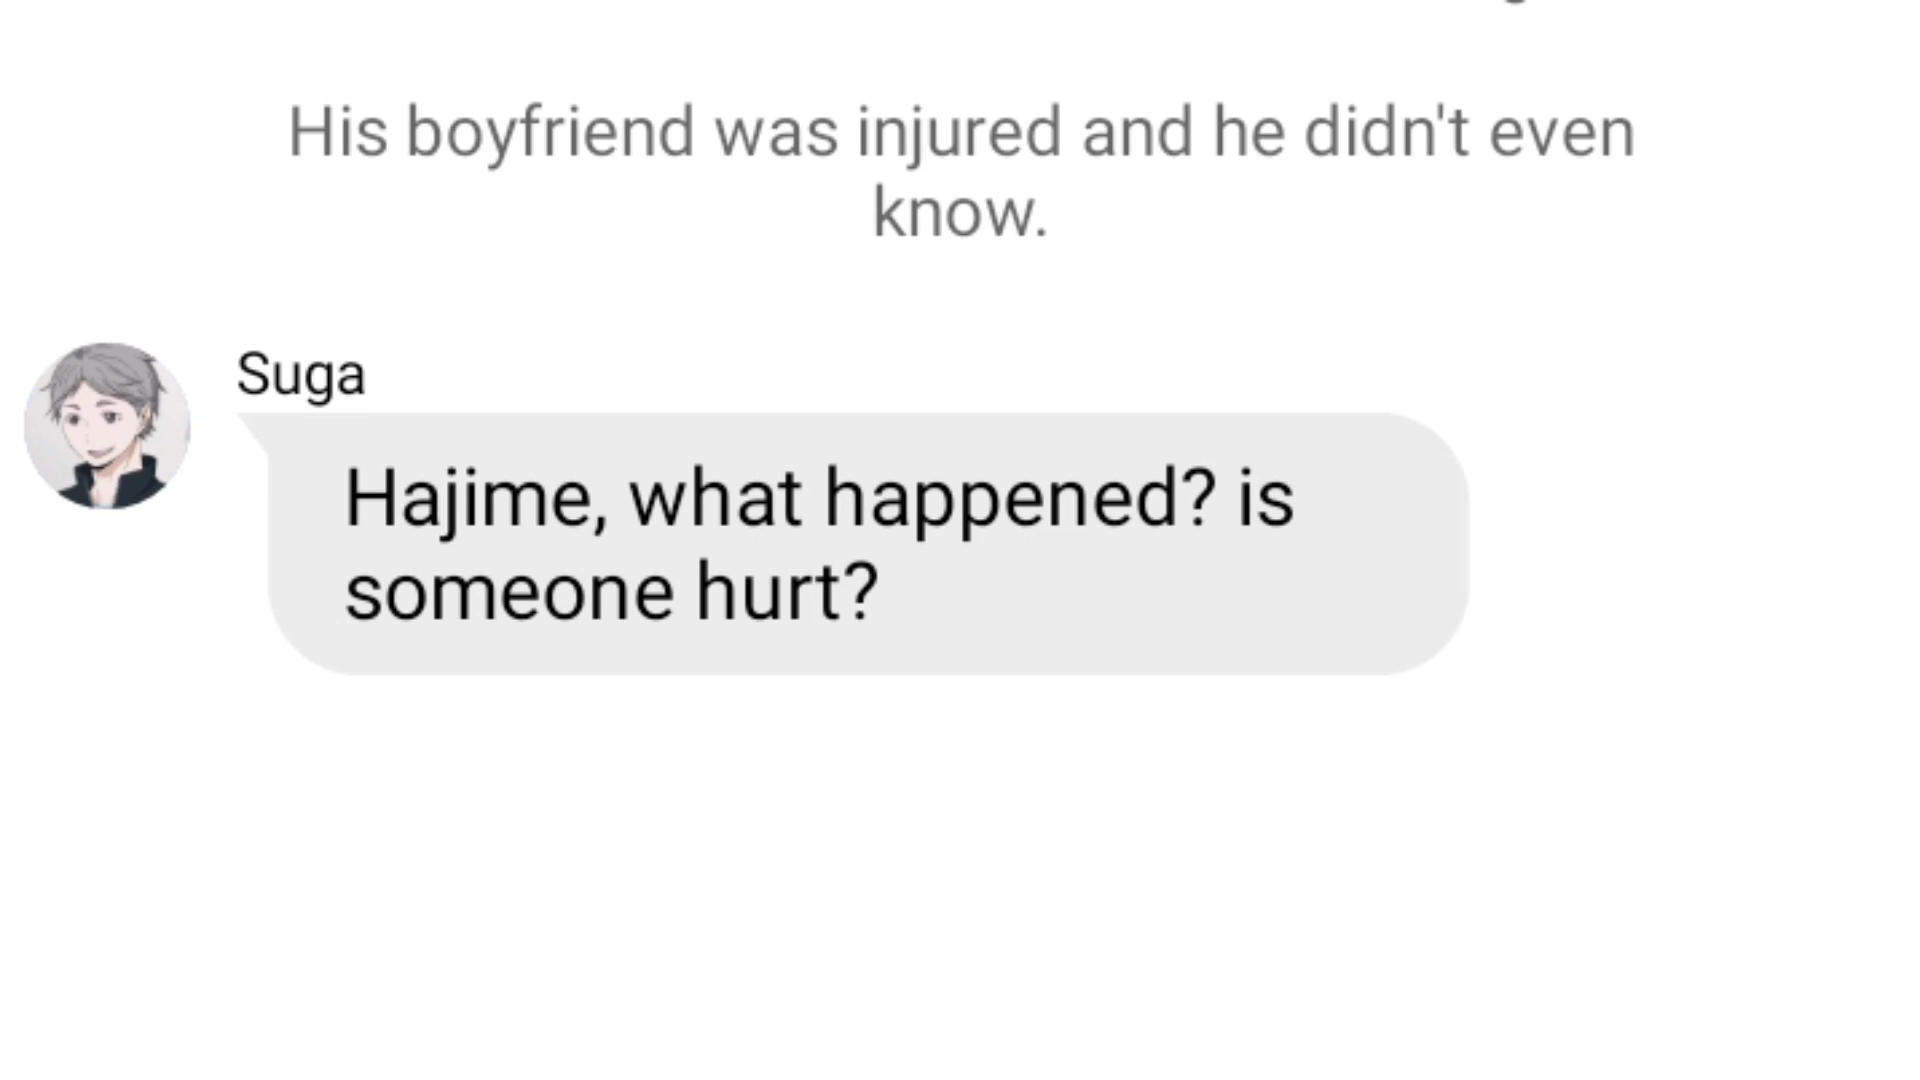 His boyfriend was injured and he didn't even
know.
Suga
Hajime, what happened? is
someone hurt?